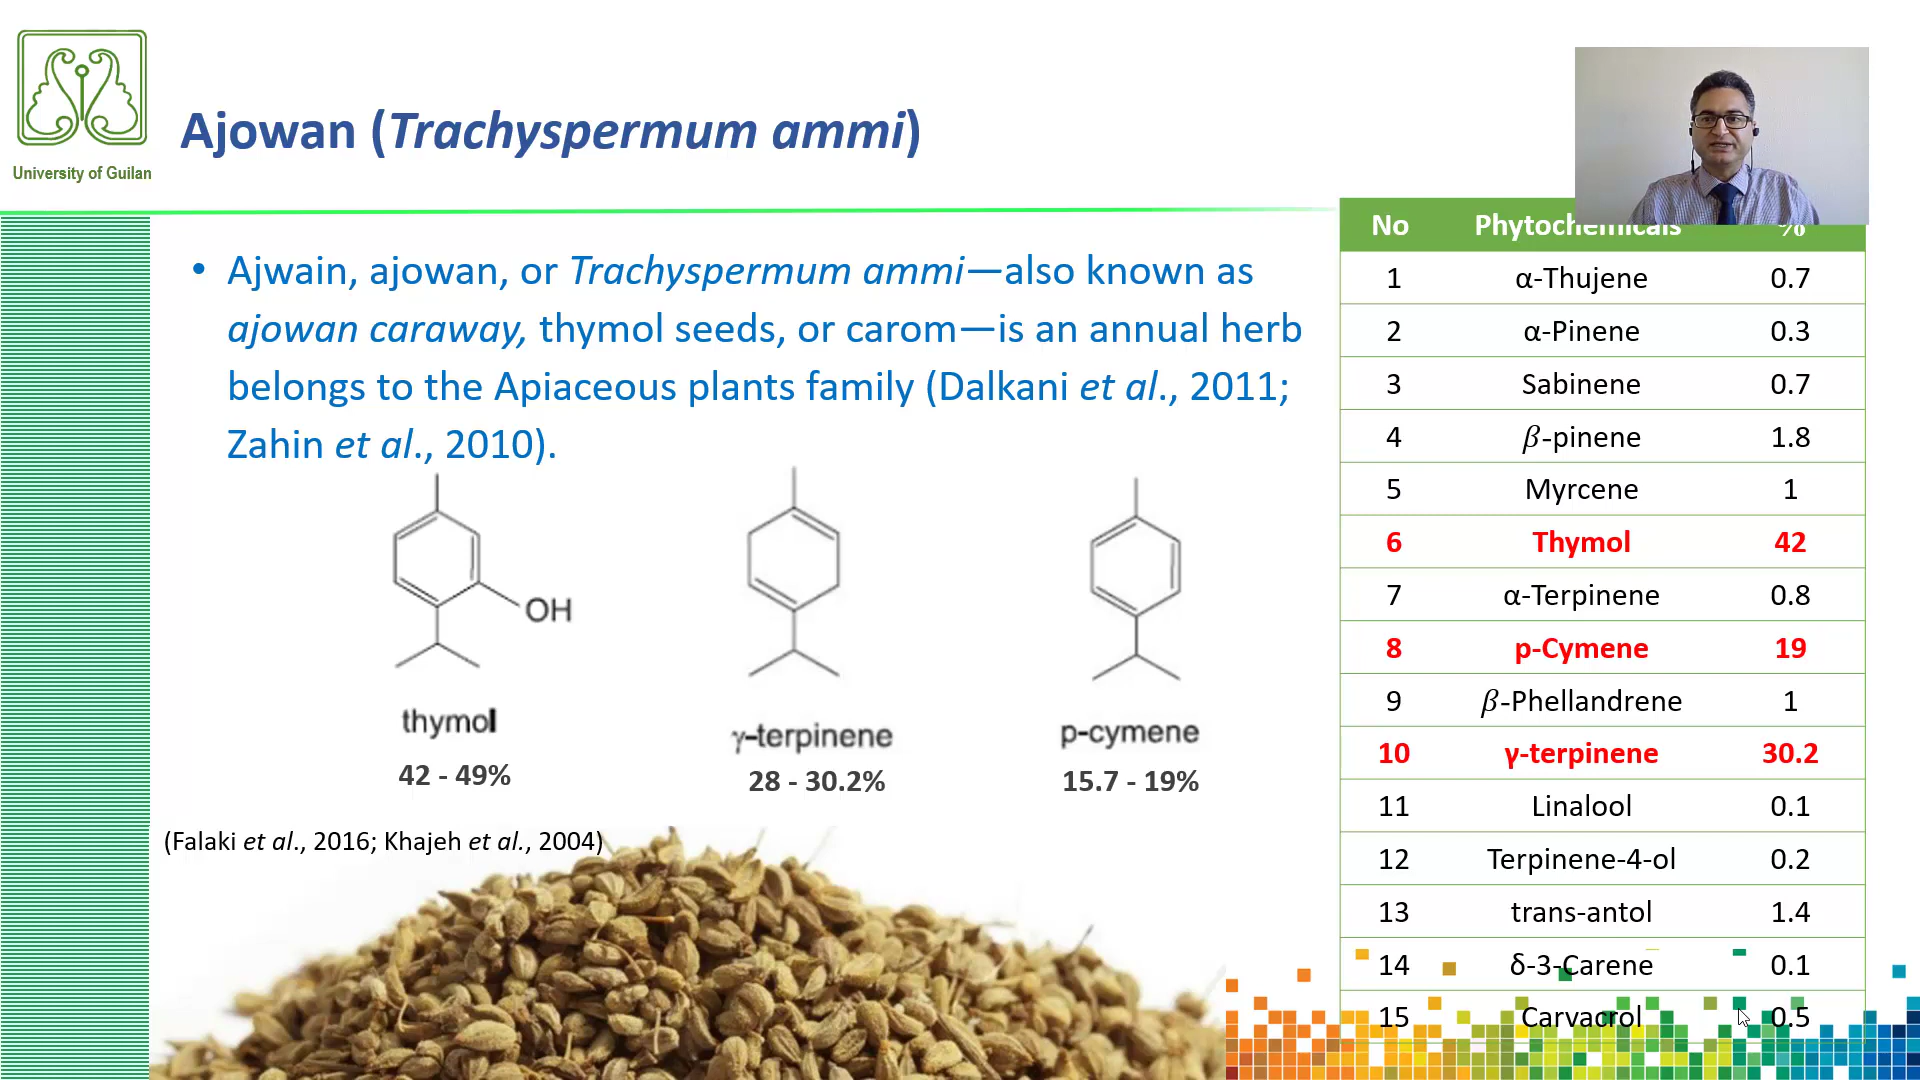 University of Guilan
Ajowan (Trachyspermum ammi)
• Ajwain, ajowan, or Trachyspermum ammi—also known as
ajowan caraway, thymol seeds, or carom—is an annual herb
belongs to the Apiaceous plants family (Dalkani et al., 2011;
Zahin et al., 2010).
OH
thymol
γ-terpinene
p-cymene
42 - 49%
28 - 30.2%
15.7 - 19%
(Falaki et al., 2016; Khajeh et al., 2004)
No Phytochemicals %
1 α-Thujene 0.7
2 α-Pinene 0.3
3 Sabinene 0.7
4 β-pinene 1.8
5 Myrcene 1
6 Thymol 42
7 α-Terpinene 0.8
8 p-Cymene 19
9 β-Phellandrene 1
10 γ-terpinene 30.2
11 Linalool 0.1
12 Terpinene-4-ol 0.2
13 trans-antol 1.4
14 δ-3-Carene 0.1
15 Carvacrol 0.5